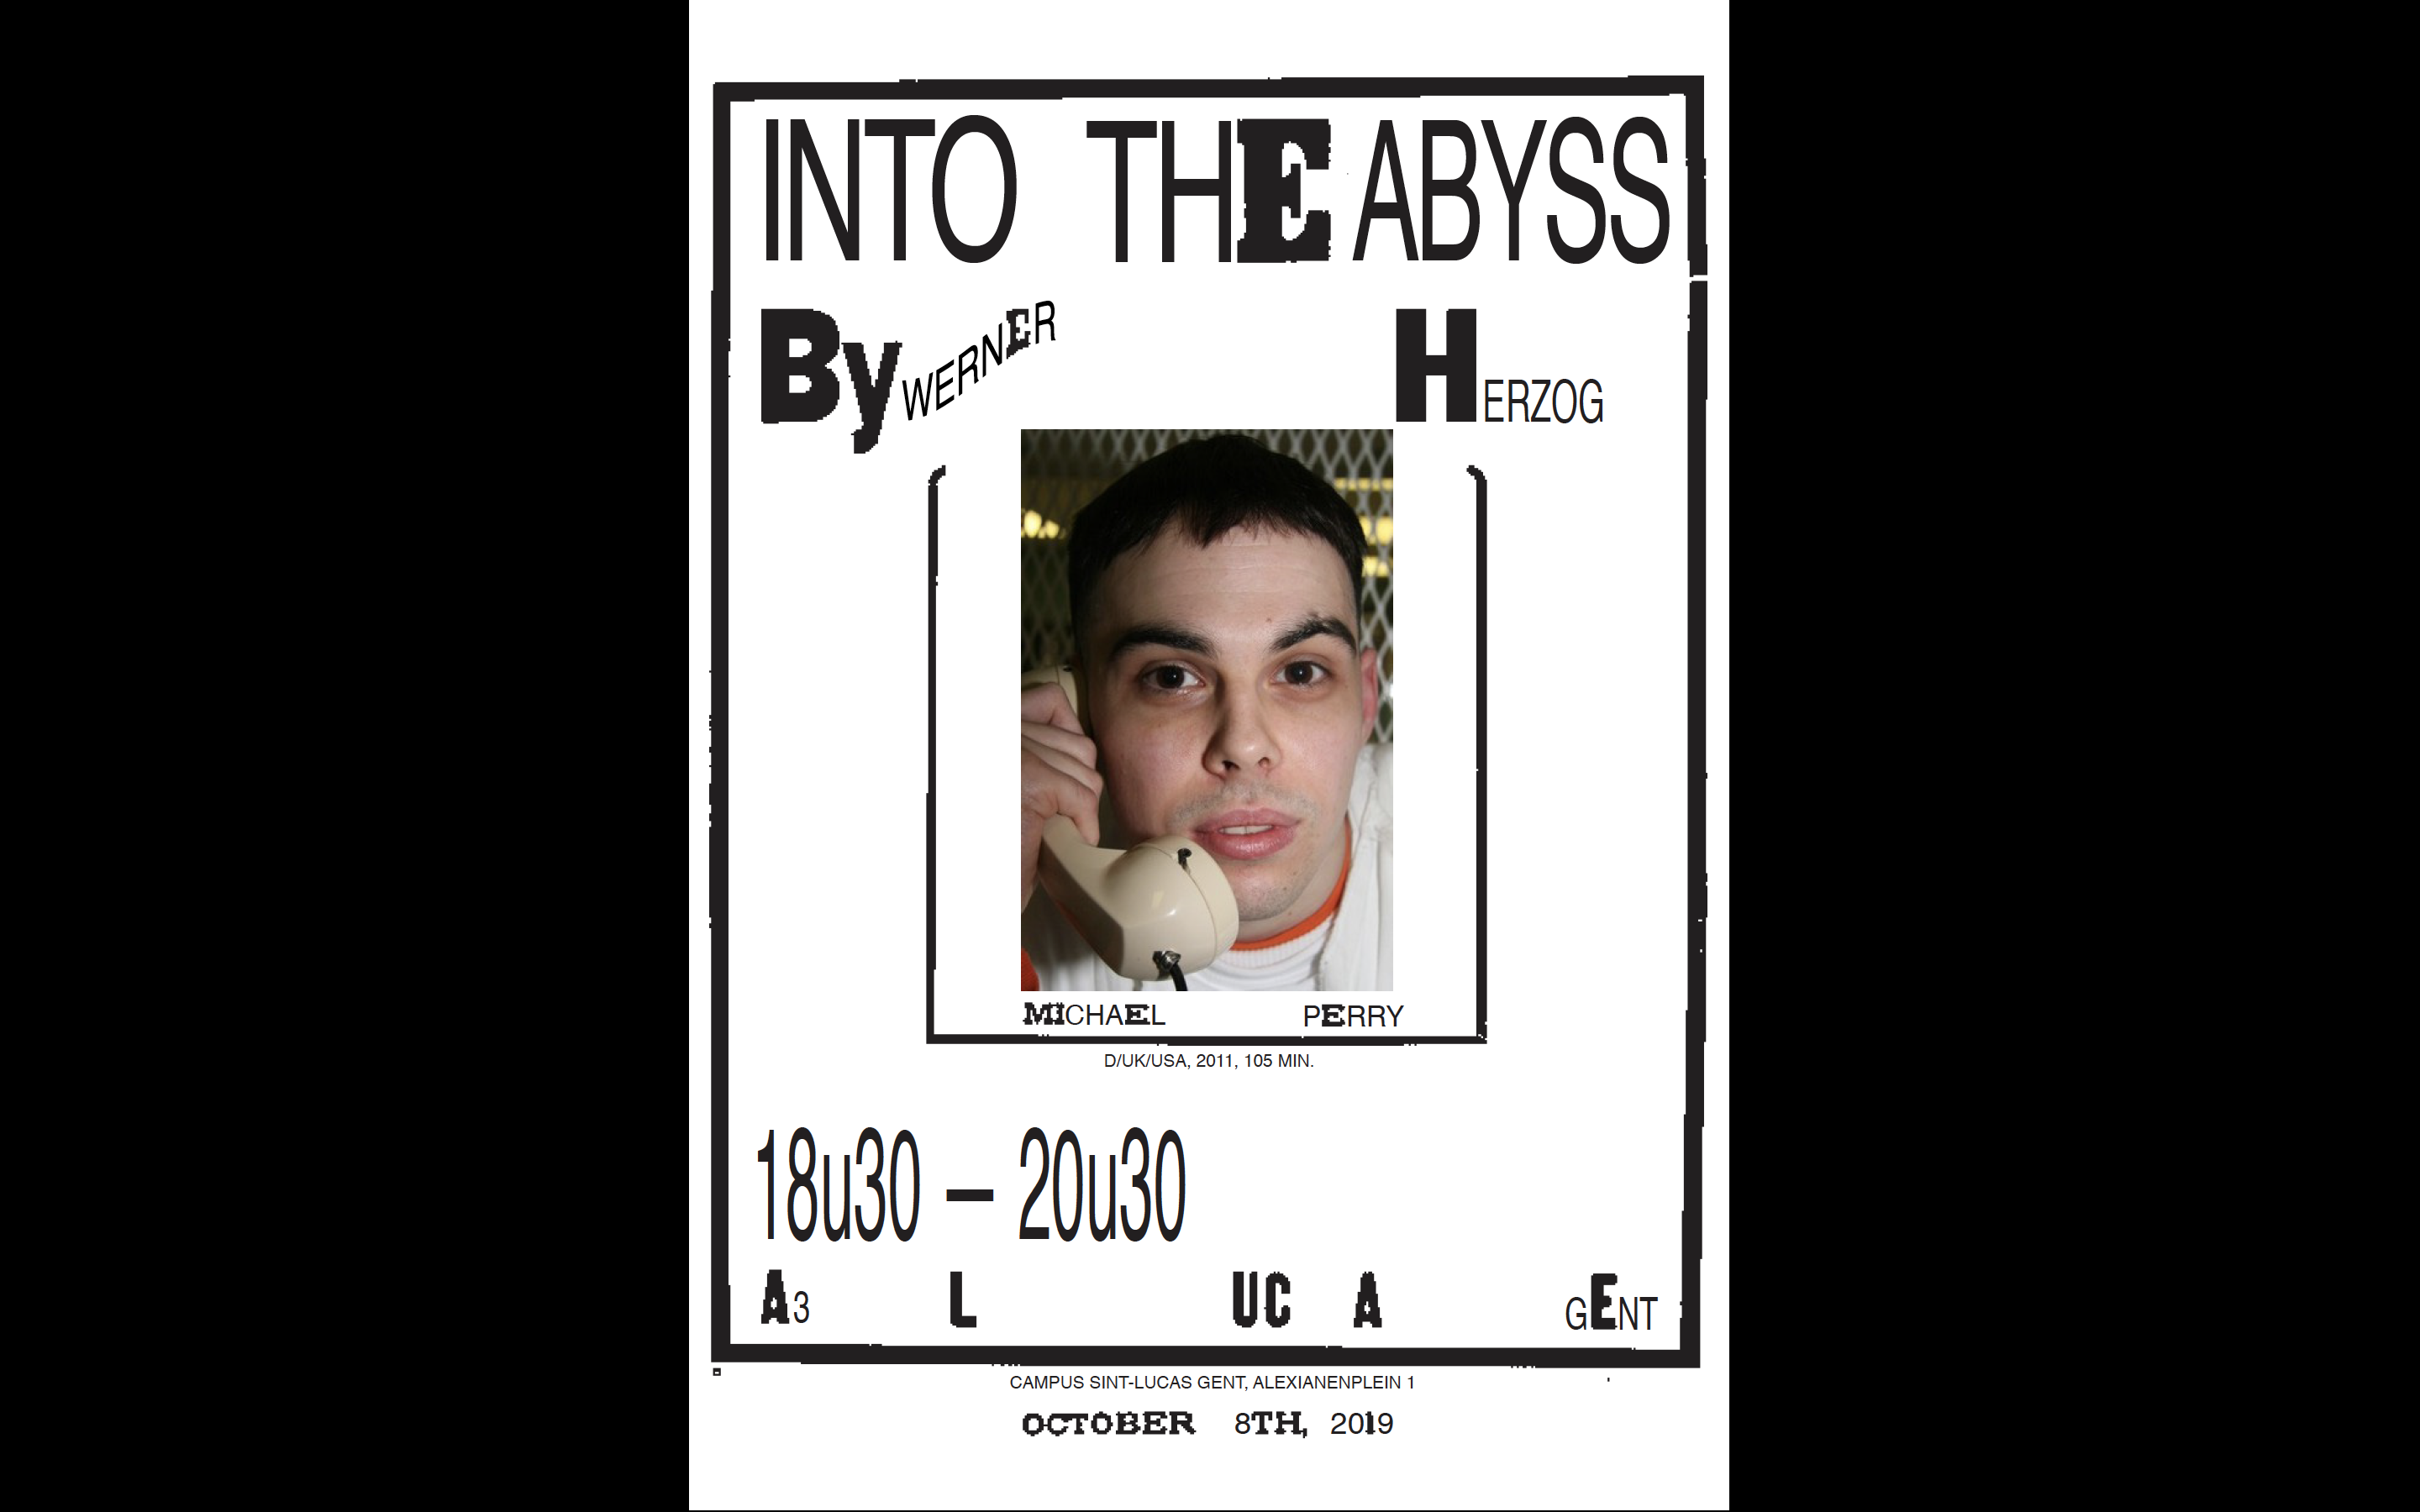 INTO THE ABYSS
By WERNER HERZOG
MICHAEL PERRY
D/UK/USA, 2011, 105 MIN.
18u30 – 20u30
A3 L UC A GENT
CAMPUS SINT-LUCAS GENT, ALEXIANENPLEIN 1
OCTOBER 8TH, 2019